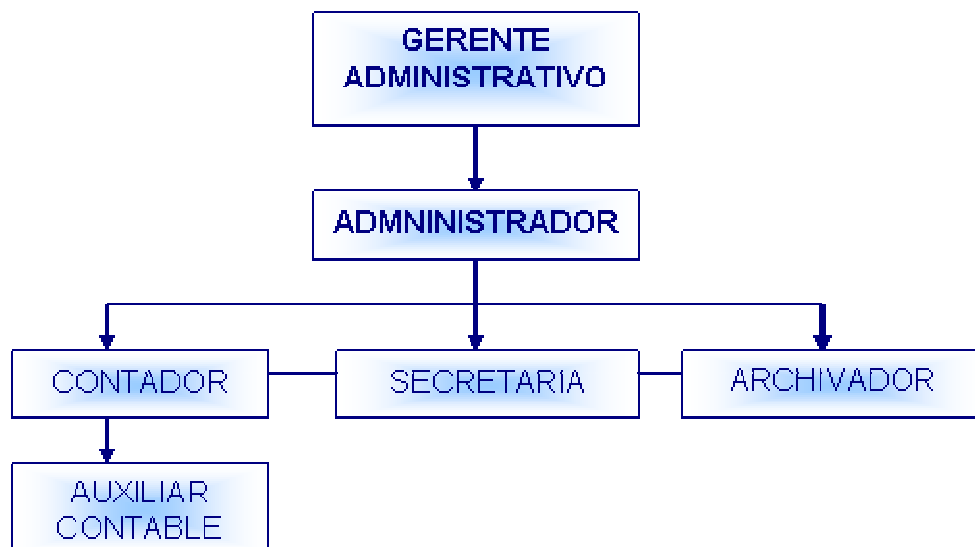 GERENTE
ADMINISTRATIVO
ADMNINISTRADOR
CONTADOR
SECRETARIA
ARCHIVADOR
AUXILIAR
CONTABLE